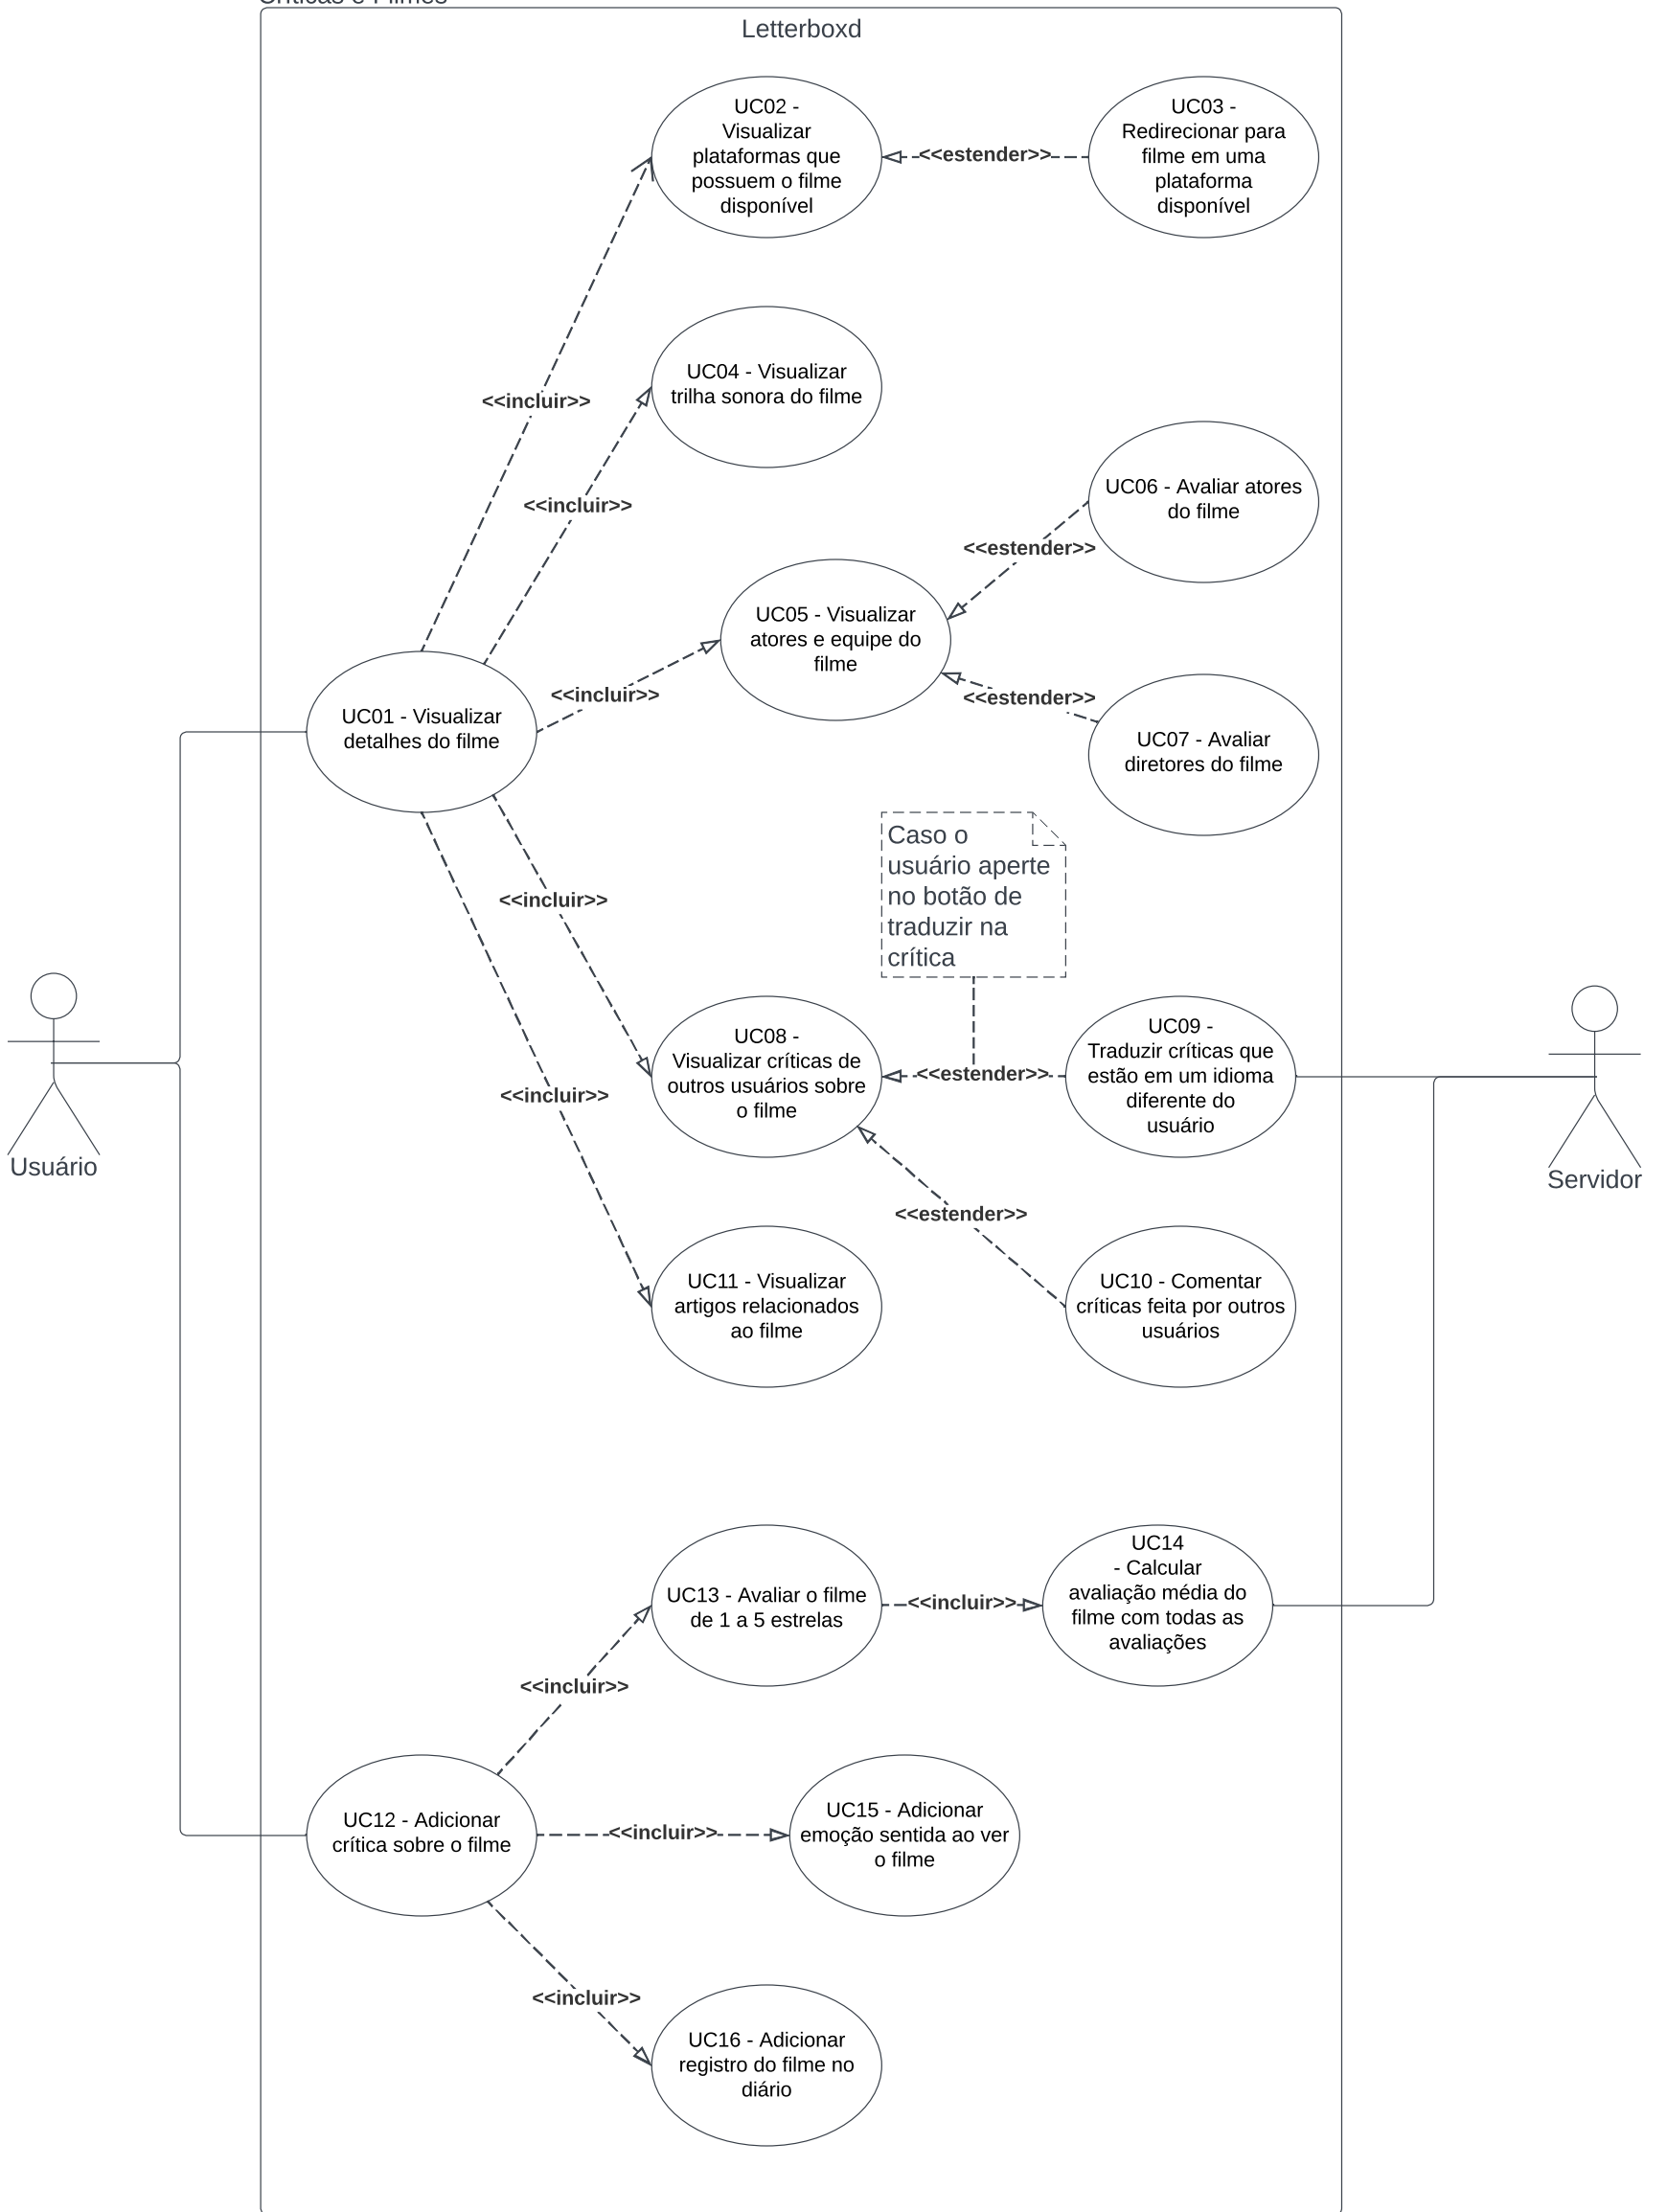 Críticas e Filmes
Letterboxd
UC02 -
Visualizar
plataformas que
possuem o filme
disponível
<<estender>>
UC03 -
Redirecionar para
filme em uma
plataforma
disponível
<<incluir>>
UC04 - Visualizar
trilha sonora do filme
<<incluir>>
UC06 - Avaliar atores
do filme
<<estender>>
UC05 - Visualizar
atores e equipe do
filme
<<incluir>>
<<estender>>
UC01 - Visualizar
detalhes do filme
UC07 - Avaliar
diretores do filme
Caso o
usuário aperte
no botão de
traduzir na
crítica
<<incluir>>
UC08 -
Visualizar críticas de
outros usuários sobre
o filme
<<estender>>
UC09 -
Traduzir críticas que
estão em um idioma
diferente do
usuário
<<incluir>>
Usuário
Servidor
<<estender>>
UC11 - Visualizar
artigos relacionados
ao filme
UC10 - Comentar
críticas feita por outros
usuários
UC13 - Avaliar o filme
de 1 a 5 estrelas
<<incluir>>
UC14
- Calcular
avaliação média do
filme com todas as
avaliações
<<incluir>>
UC12 - Adicionar
crítica sobre o filme
<<incluir>>
UC15 - Adicionar
emoção sentida ao ver
o filme
<<incluir>>
UC16 - Adicionar
registro do filme no
diário